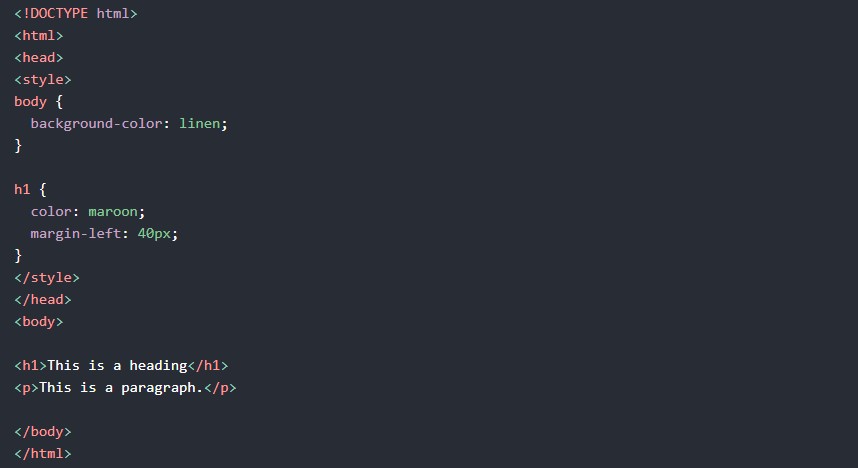 <!DOCTYPE html>
<html>
<head>
<style>
body {
  background-color: linen;
}

h1 {
  color: maroon;
  margin-left: 40px;
}
</style>
</head>
<body>

<h1>This is a heading</h1>
<p>This is a paragraph.</p>

</body>
</html>